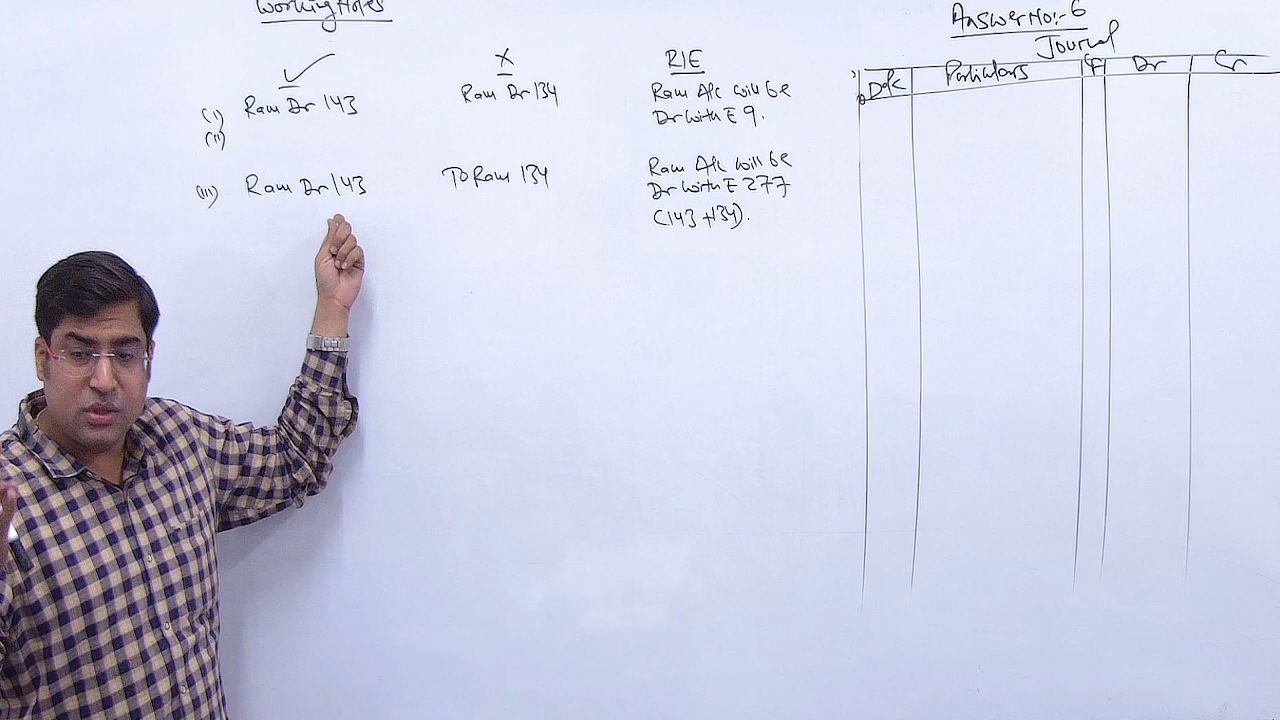 Working Notes
✓
(i) Ram Dr 143
(ii)
(iii) Ram Dr 143
X
Ram Dr 134
To Ram 134
R/E
Ram A/c will be
Dr with ₹ 9.
Ram A/c will be
Dr with ₹ 277
(143 + 134).
Answer No:- 6
Journal
Date Particulars LF Dr Cr